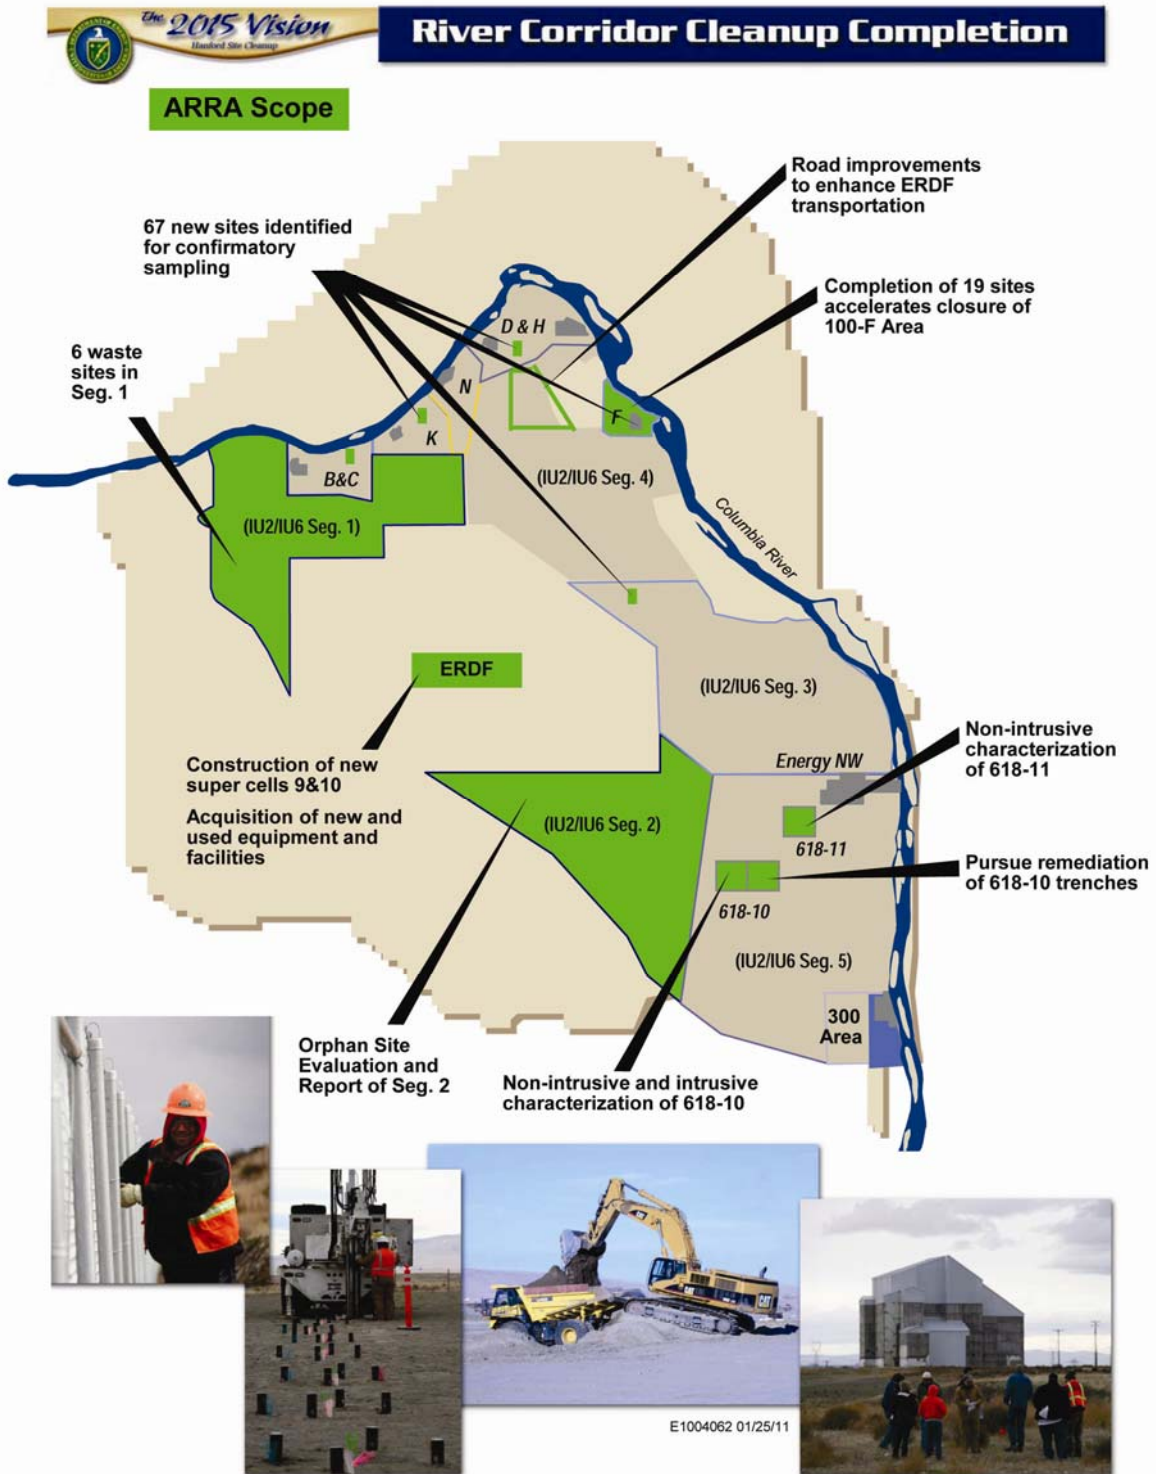 The 2015 Vision
Hanford Site Cleanup
River Corridor Cleanup Completion
ARRA Scope
Road improvements
to enhance ERDF
transportation
67 new sites identified
for confirmatory
sampling
Completion of 19 sites
accelerates closure of
100-F Area
6 waste
sites in
Seg. 1
D & H
N
F
K
B&C
(IU2/IU6 Seg. 4)
(IU2/IU6 Seg. 1)
Columbia River
ERDF
(IU2/IU6 Seg. 3)
Construction of new
super cells 9&10
Acquisition of new and
used equipment and
facilities
Energy NW
Non-intrusive
characterization
of 618-11
(IU2/IU6 Seg. 2)
618-11
Pursue remediation
of 618-10 trenches
618-10
(IU2/IU6 Seg. 5)
300
Area
Orphan Site
Evaluation and
Report of Seg. 2
Non-intrusive and intrusive
characterization of 618-10
CAT
CAT
E1004062 01/25/11